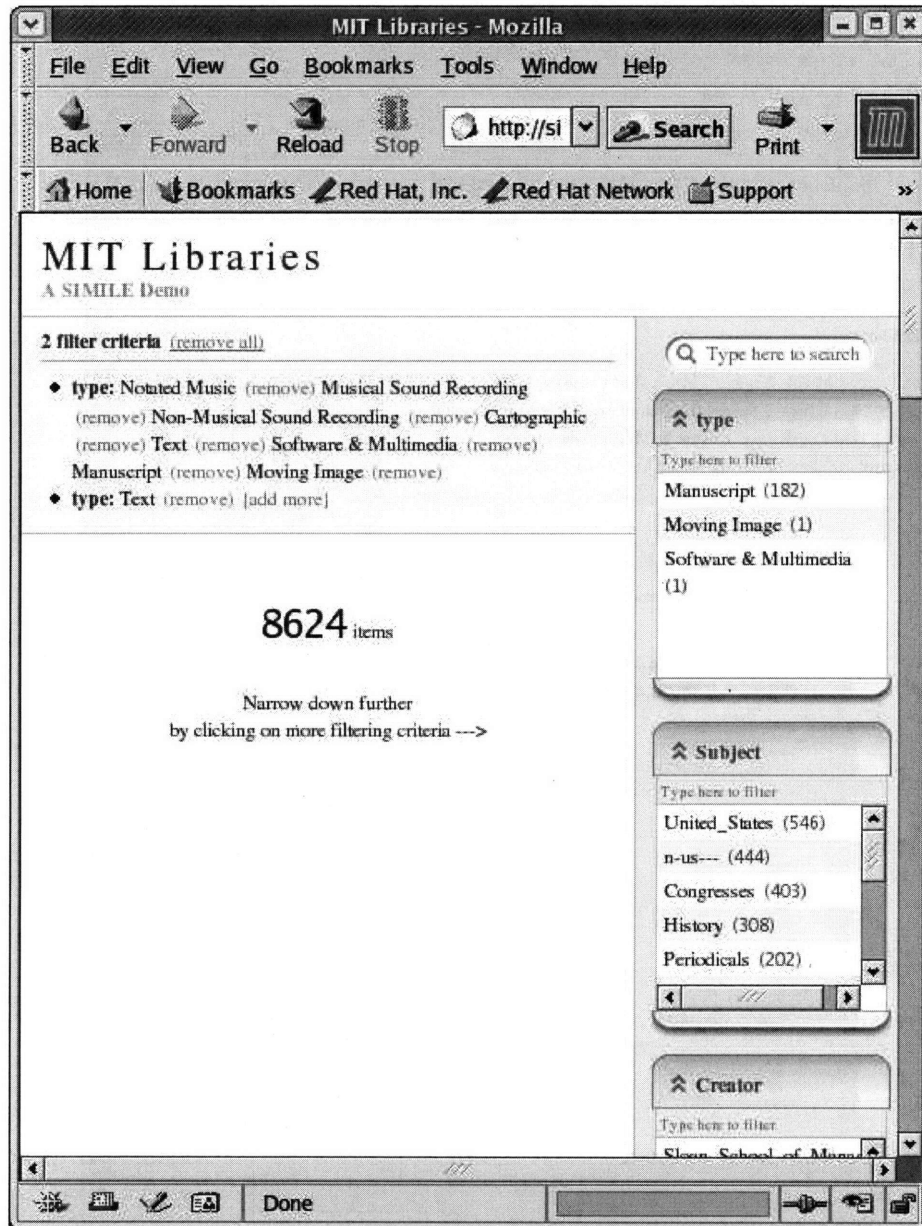 MIT Libraries - Mozilla
File Edit View Go Bookmarks Tools Window Help
Back Forward Reload Stop http://si Search Print
Home Bookmarks Red Hat, Inc. Red Hat Network Support »
MIT Libraries
A SIMILE Demo
2 filter criteria (remove all)
◆ type: Notated Music (remove) Musical Sound Recording
(remove) Non-Musical Sound Recording (remove) Cartographic
(remove) Text (remove) Software & Multimedia (remove)
Manuscript (remove) Moving Image (remove)
◆ type: Text (remove) [add more]
8624 items
Narrow down further
by clicking on more filtering criteria --->
Type here to search
type
Type here to filter
Manuscript (182)
Moving Image (1)
Software & Multimedia
(1)
Subject
Type here to filter
United_States (546)
n-us--- (444)
Congresses (403)
History (308)
Periodicals (202)
Creator
Type here to filter
Sloan_School_of_Mana
Done